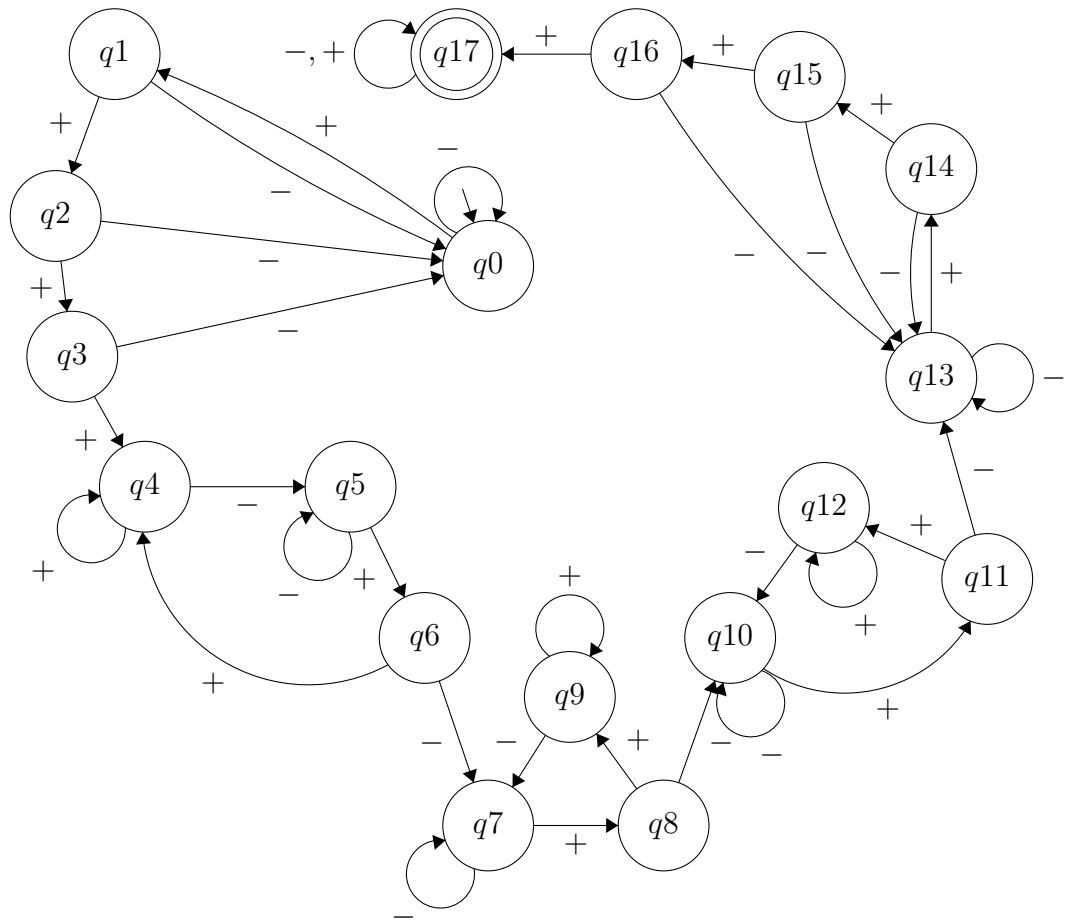 q1
−, +
q17
+
q16
+
q15
+
q14
+
+
−
q2
−
−
q0
−
−
−
−
+
+
q3
−
q13
−
+
−
q4
−
q5
q12
+
−
+
−
+
+
q11
+
q6
q10
+
q9
+
+
−
−
+
−
−
q7
+
q8
−